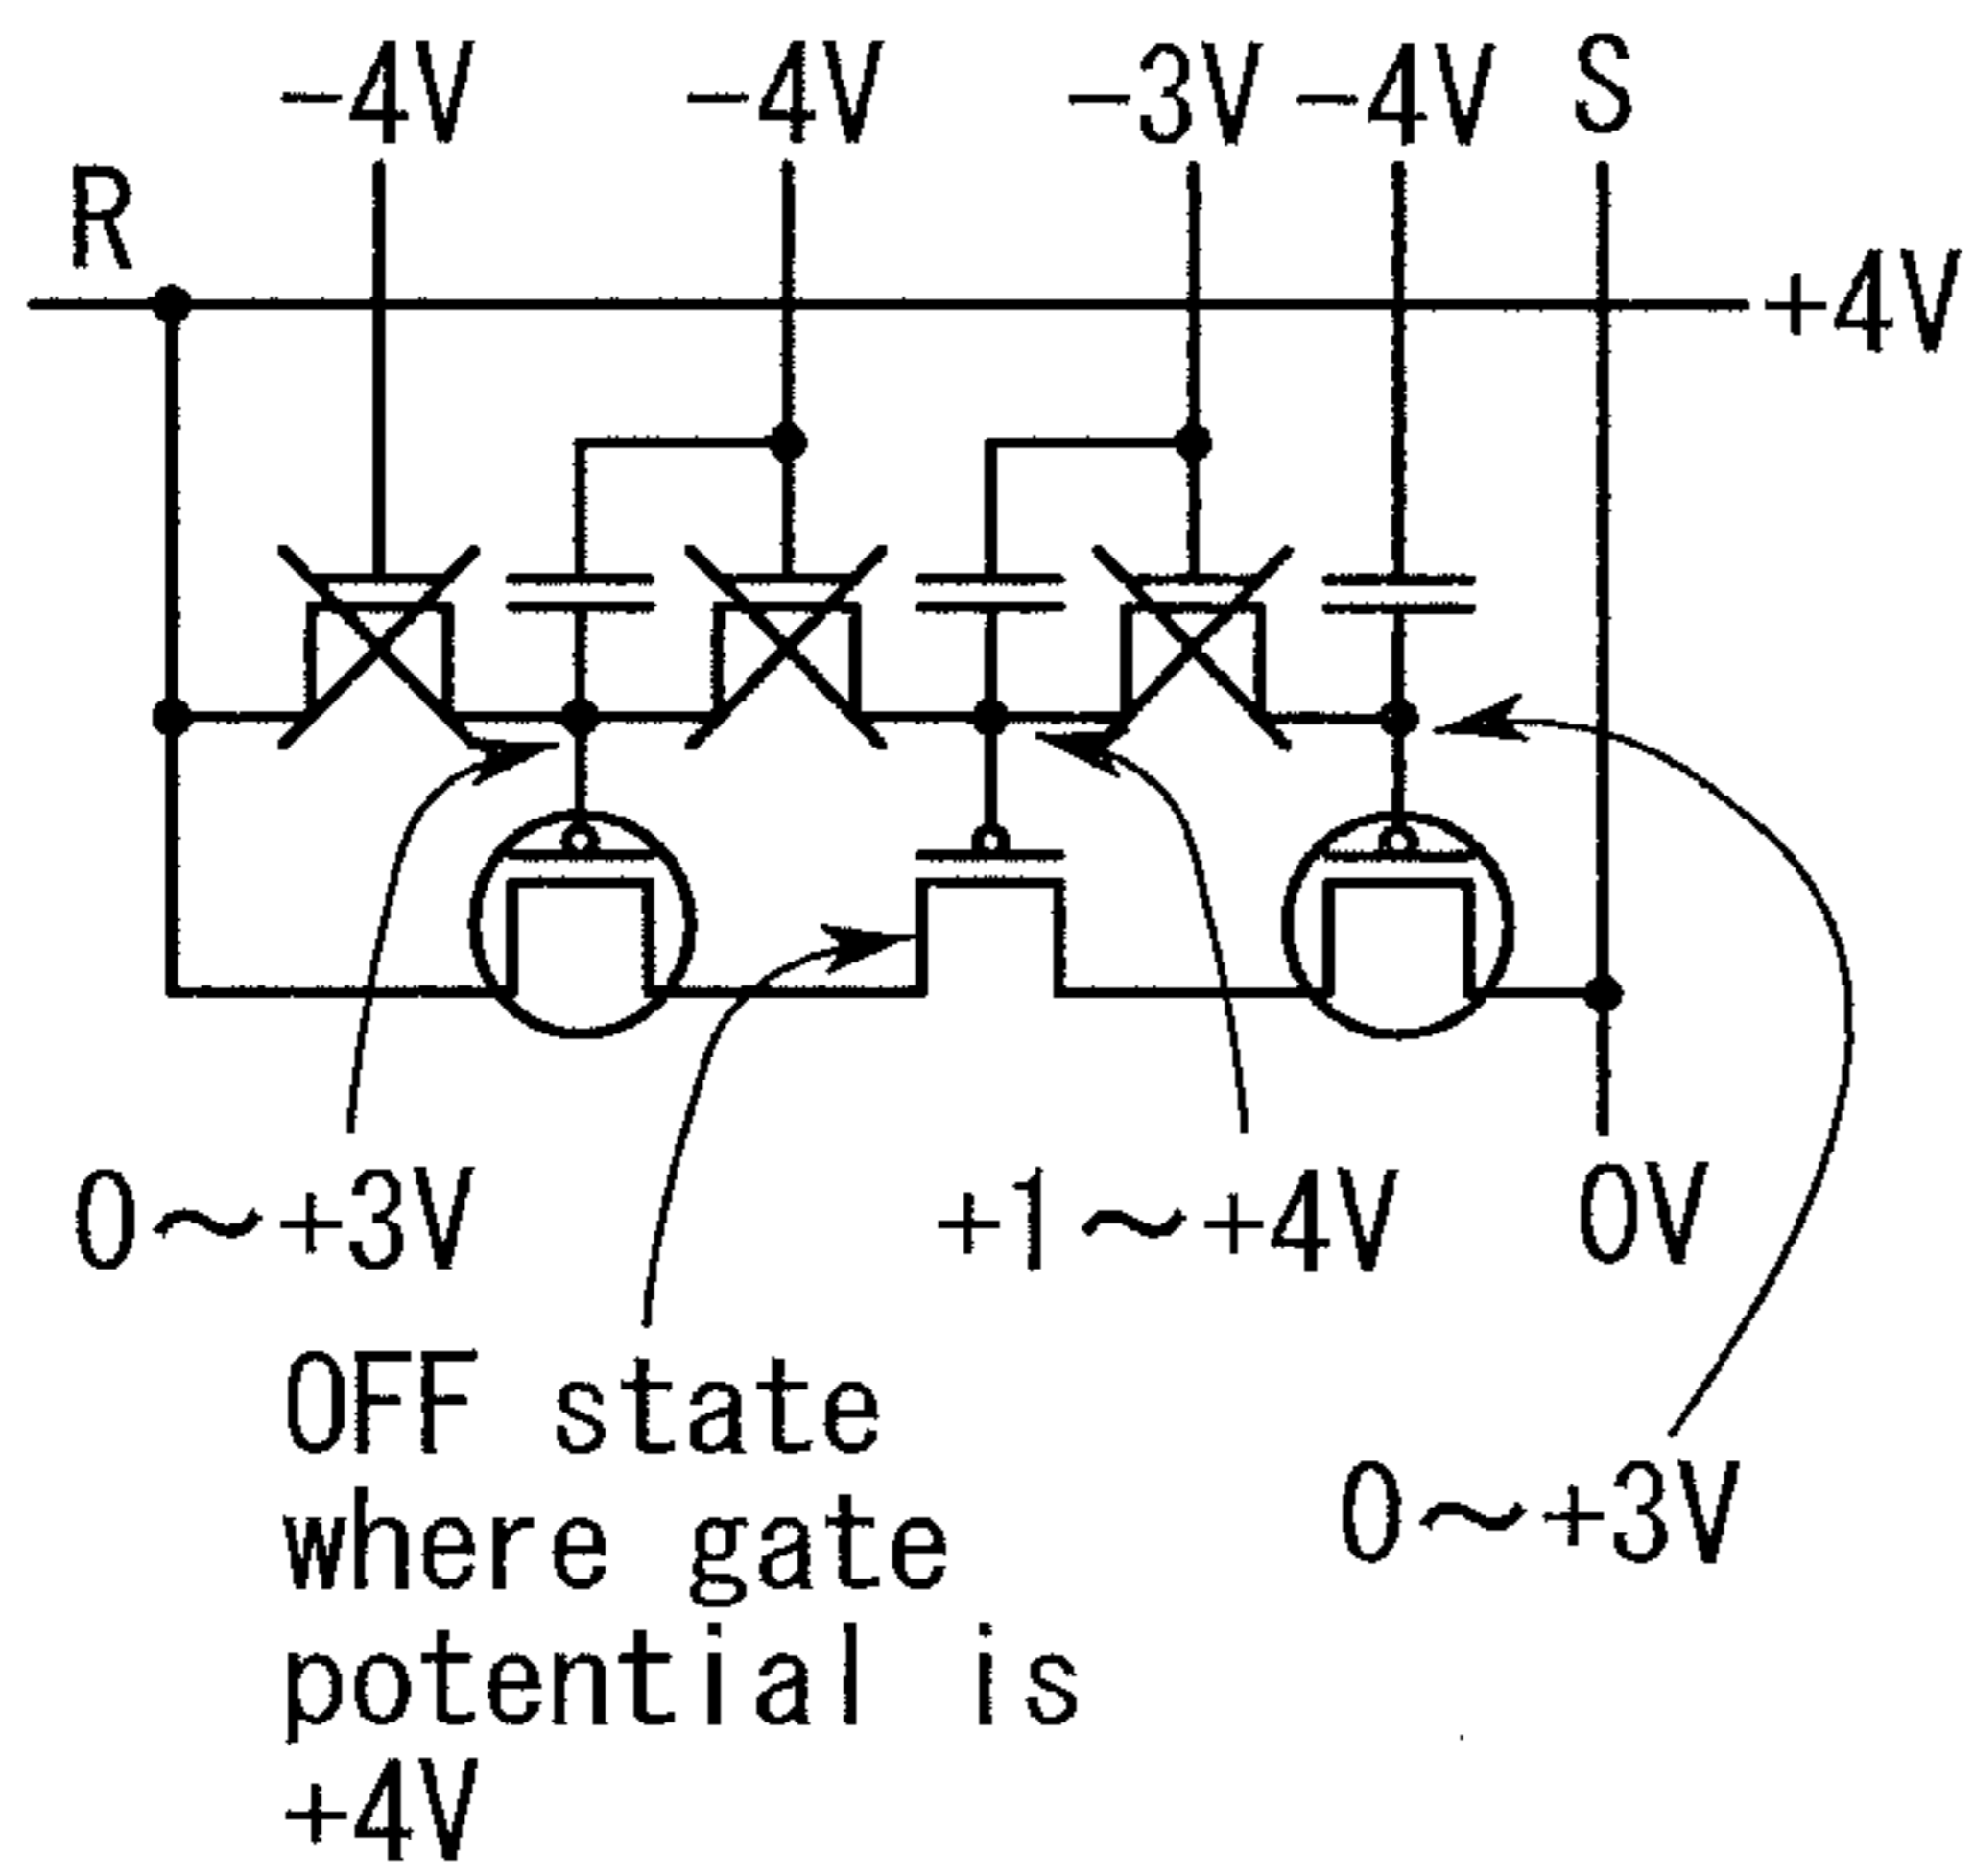 -4V -4V -3V -4V S
R
+4V
0～+3V +1～+4V 0V
OFF state
where gate
potential is
+4V
0～+3V